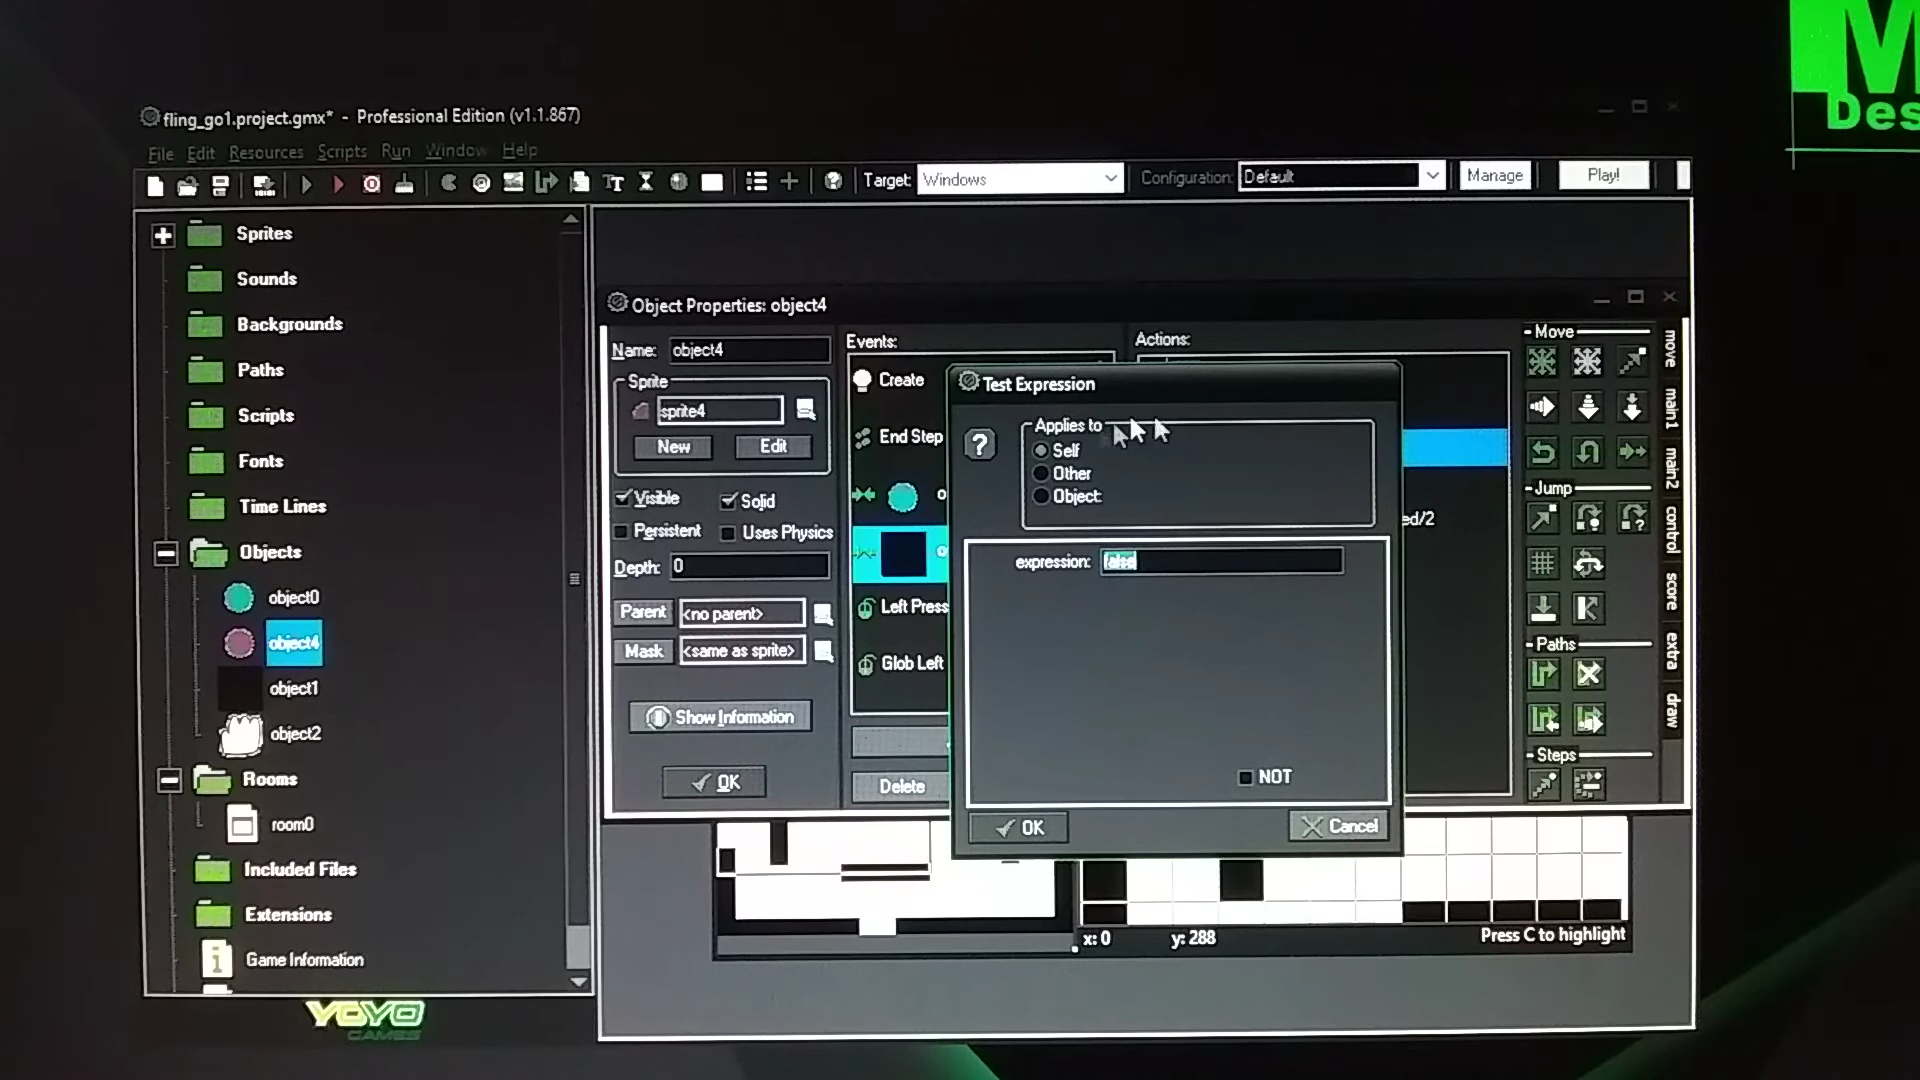 M
Des
fling_go1.project.gmx* - Professional Edition (v1.1.867)
File Edit Resources Scripts Run Window Help
Target: Windows Configuration: Default Manage Play!
Sprites
Sounds
Backgrounds
Paths
Scripts
Fonts
Time Lines
Objects
object0
object4
object1
object2
Rooms
room0
Included Files
Extensions
Game Information
YOYO
GAMES
Object Properties: object4
Name: object4
Sprite
sprite4
New Edit
Visible Solid
Persistent Uses Physics
Depth: 0
Parent <no parent>
Mask <same as sprite>
Show Information
OK
Events:
Create
End Step
o
o
Left Press
Glob Left
Delete
Actions:
ed/2
Test Expression
?
Applies to
Self
Other
Object:
expression: false
NOT
OK Cancel
Move
Jump
Paths
Steps
move
main1
main2
control
score
extra
draw
x: 0 y: 288 Press C to highlight